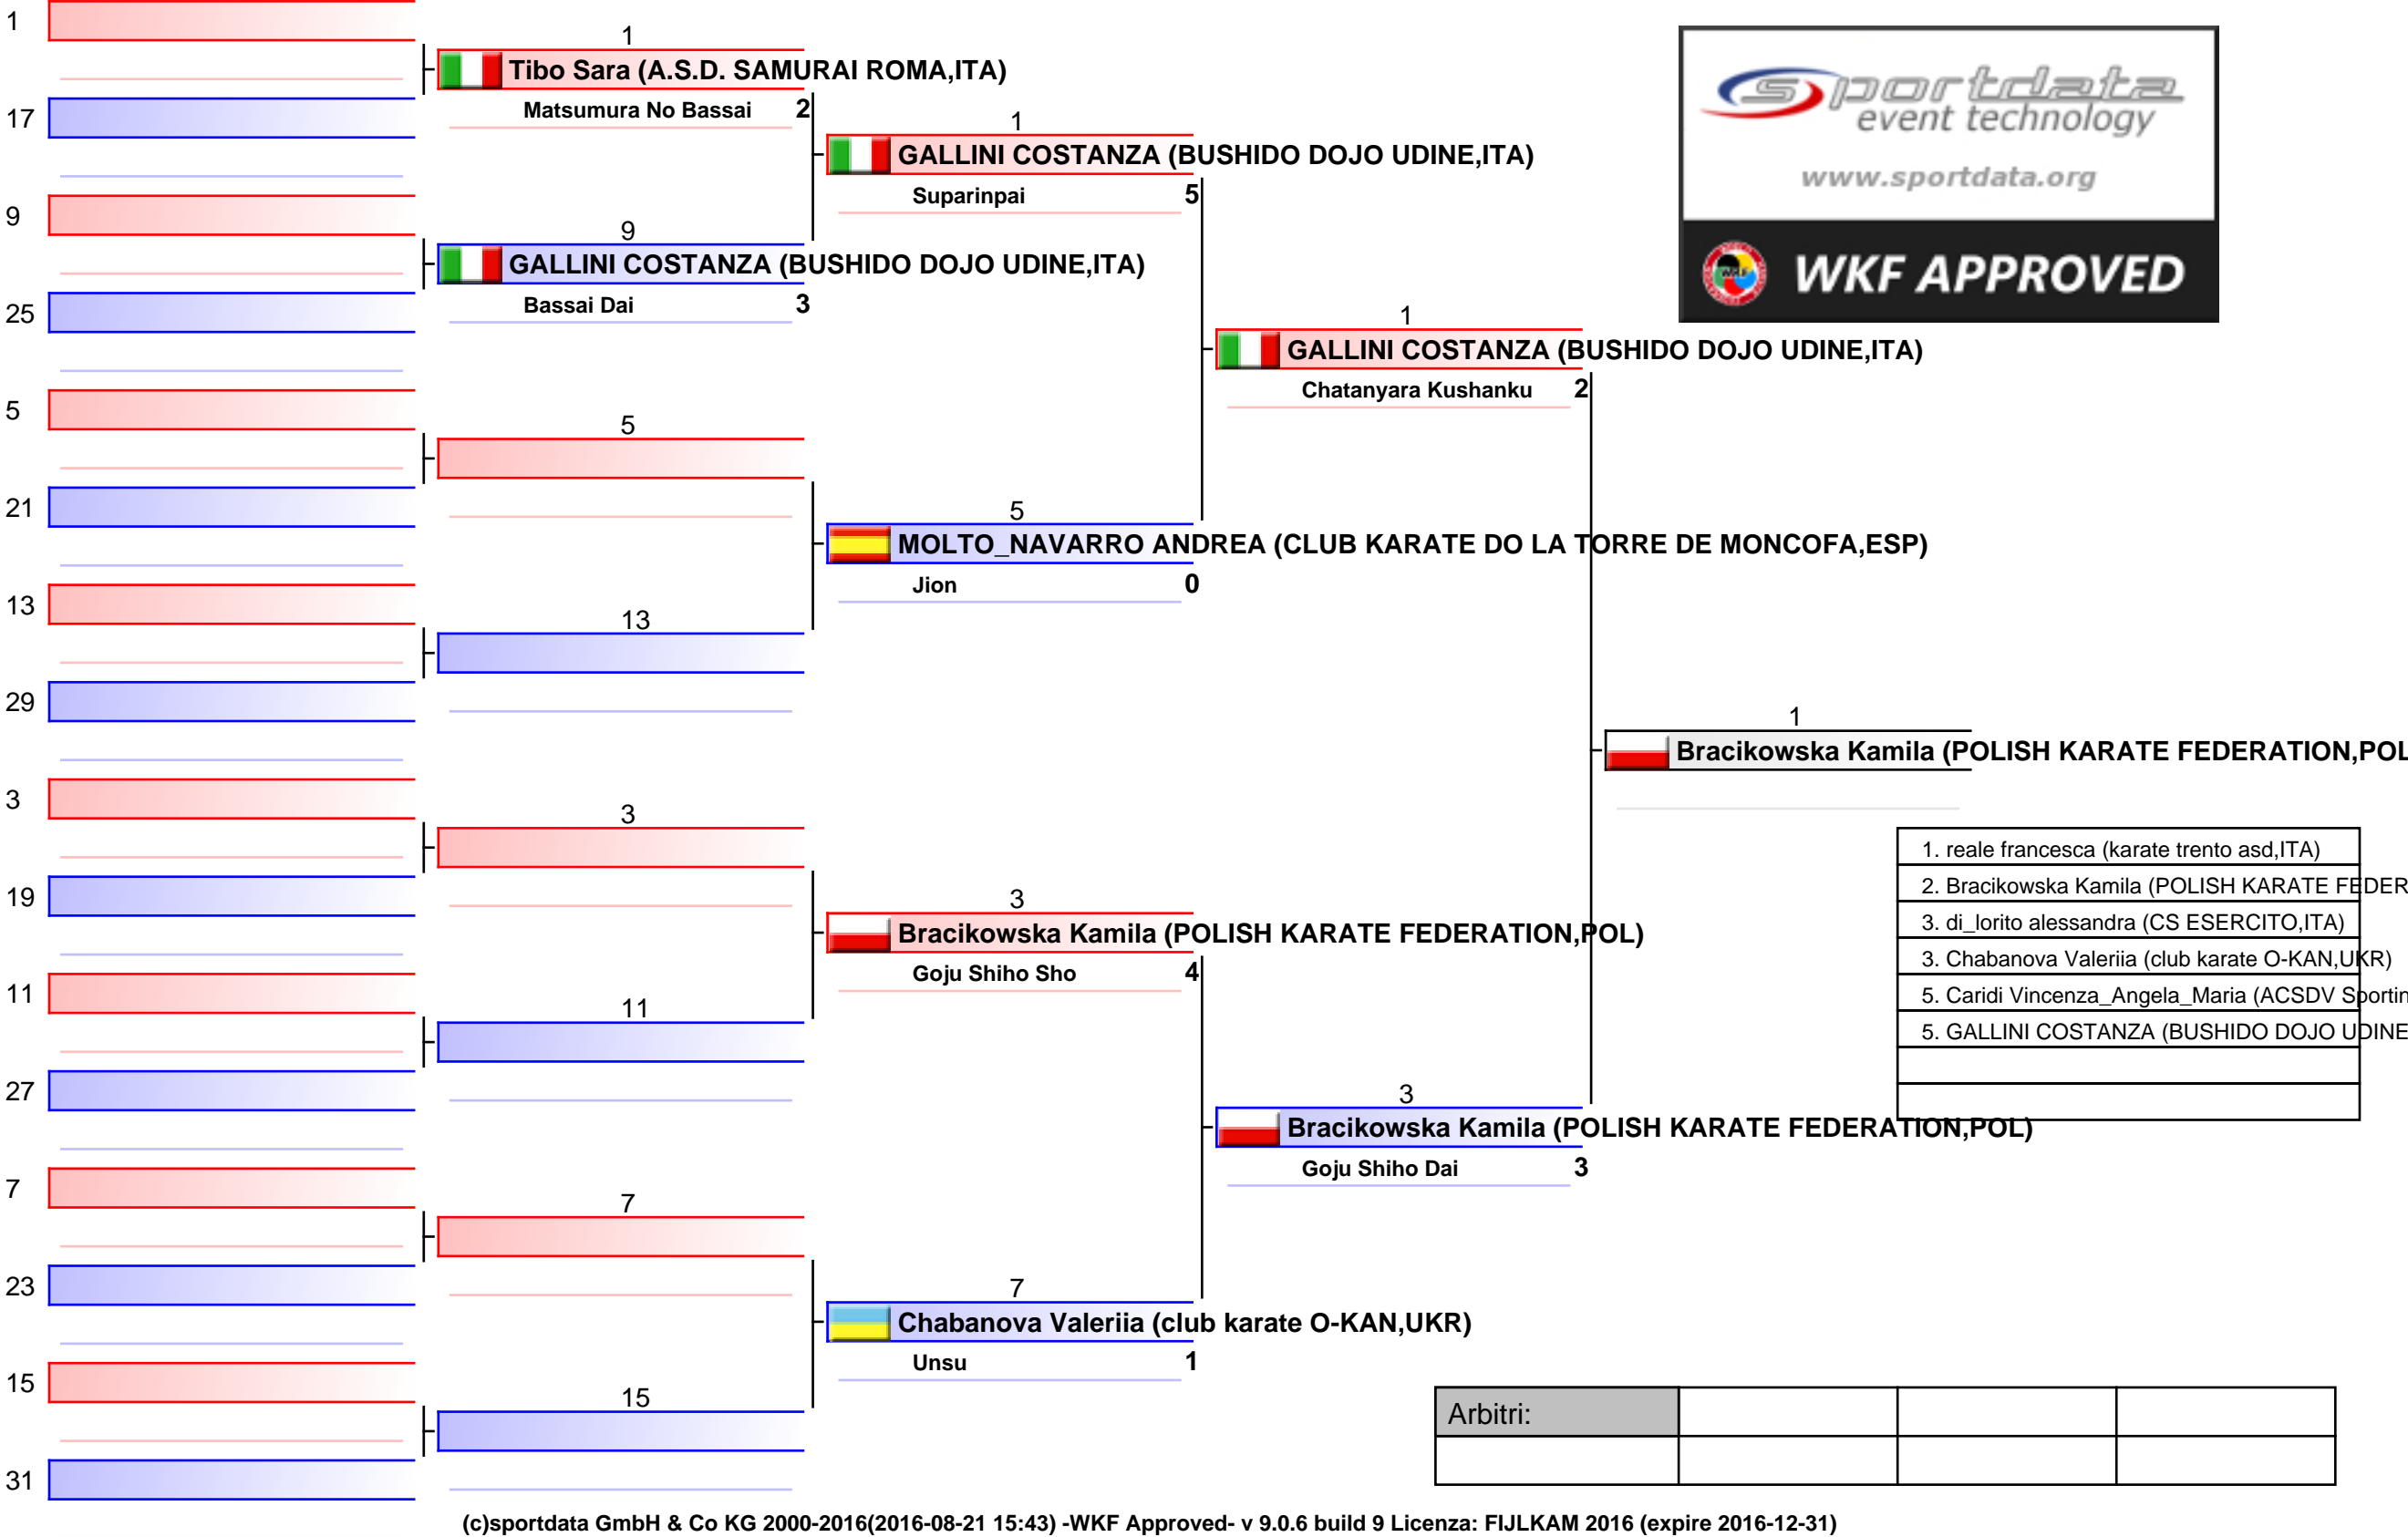 1
17
9
25
5
21
13
29
3
19
11
27
7
23
15
31
1
Tibo Sara (A.S.D. SAMURAI ROMA,ITA)
Matsumura No Bassai 2
9
GALLINI COSTANZA (BUSHIDO DOJO UDINE,ITA)
Bassai Dai 3
5
13
3
11
7
15
1
GALLINI COSTANZA (BUSHIDO DOJO UDINE,ITA)
Suparinpai 5
5
MOLTO_NAVARRO ANDREA (CLUB KARATE DO LA TORRE DE MONCOFA,ESP)
Jion 0
3
Bracikowska Kamila (POLISH KARATE FEDERATION,POL)
Goju Shiho Sho 4
7
Chabanova Valeriia (club karate O-KAN,UKR)
Unsu 1
1
GALLINI COSTANZA (BUSHIDO DOJO UDINE,ITA)
Chatanyara Kushanku 2
3
Bracikowska Kamila (POLISH KARATE FEDERATION,POL)
Goju Shiho Dai 3
1
Bracikowska Kamila (POLISH KARATE FEDERATION,POL
sportdata
event technology
www.sportdata.org
WKF
WKF APPROVED
1. reale francesca (karate trento asd,ITA)
2. Bracikowska Kamila (POLISH KARATE FEDER
3. di_lorito alessandra (CS ESERCITO,ITA)
3. Chabanova Valeriia (club karate O-KAN,UKR)
5. Caridi Vincenza_Angela_Maria (ACSDV Sportin
5. GALLINI COSTANZA (BUSHIDO DOJO UDINE
Arbitri:
(c)sportdata GmbH & Co KG 2000-2016(2016-08-21 15:43) -WKF Approved- v 9.0.6 build 9 Licenza: FIJLKAM 2016 (expire 2016-12-31)